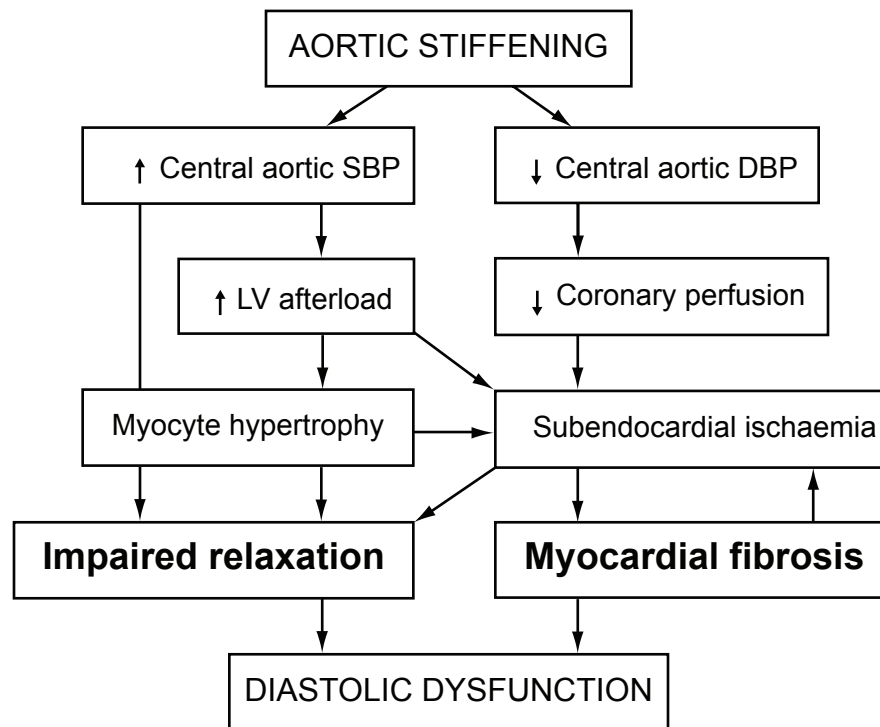 AORTIC STIFFENING
↑ Central aortic SBP
↓ Central aortic DBP
↑ LV afterload
↓ Coronary perfusion
Myocyte hypertrophy
Subendocardial ischaemia
Impaired relaxation
Myocardial fibrosis
DIASTOLIC DYSFUNCTION